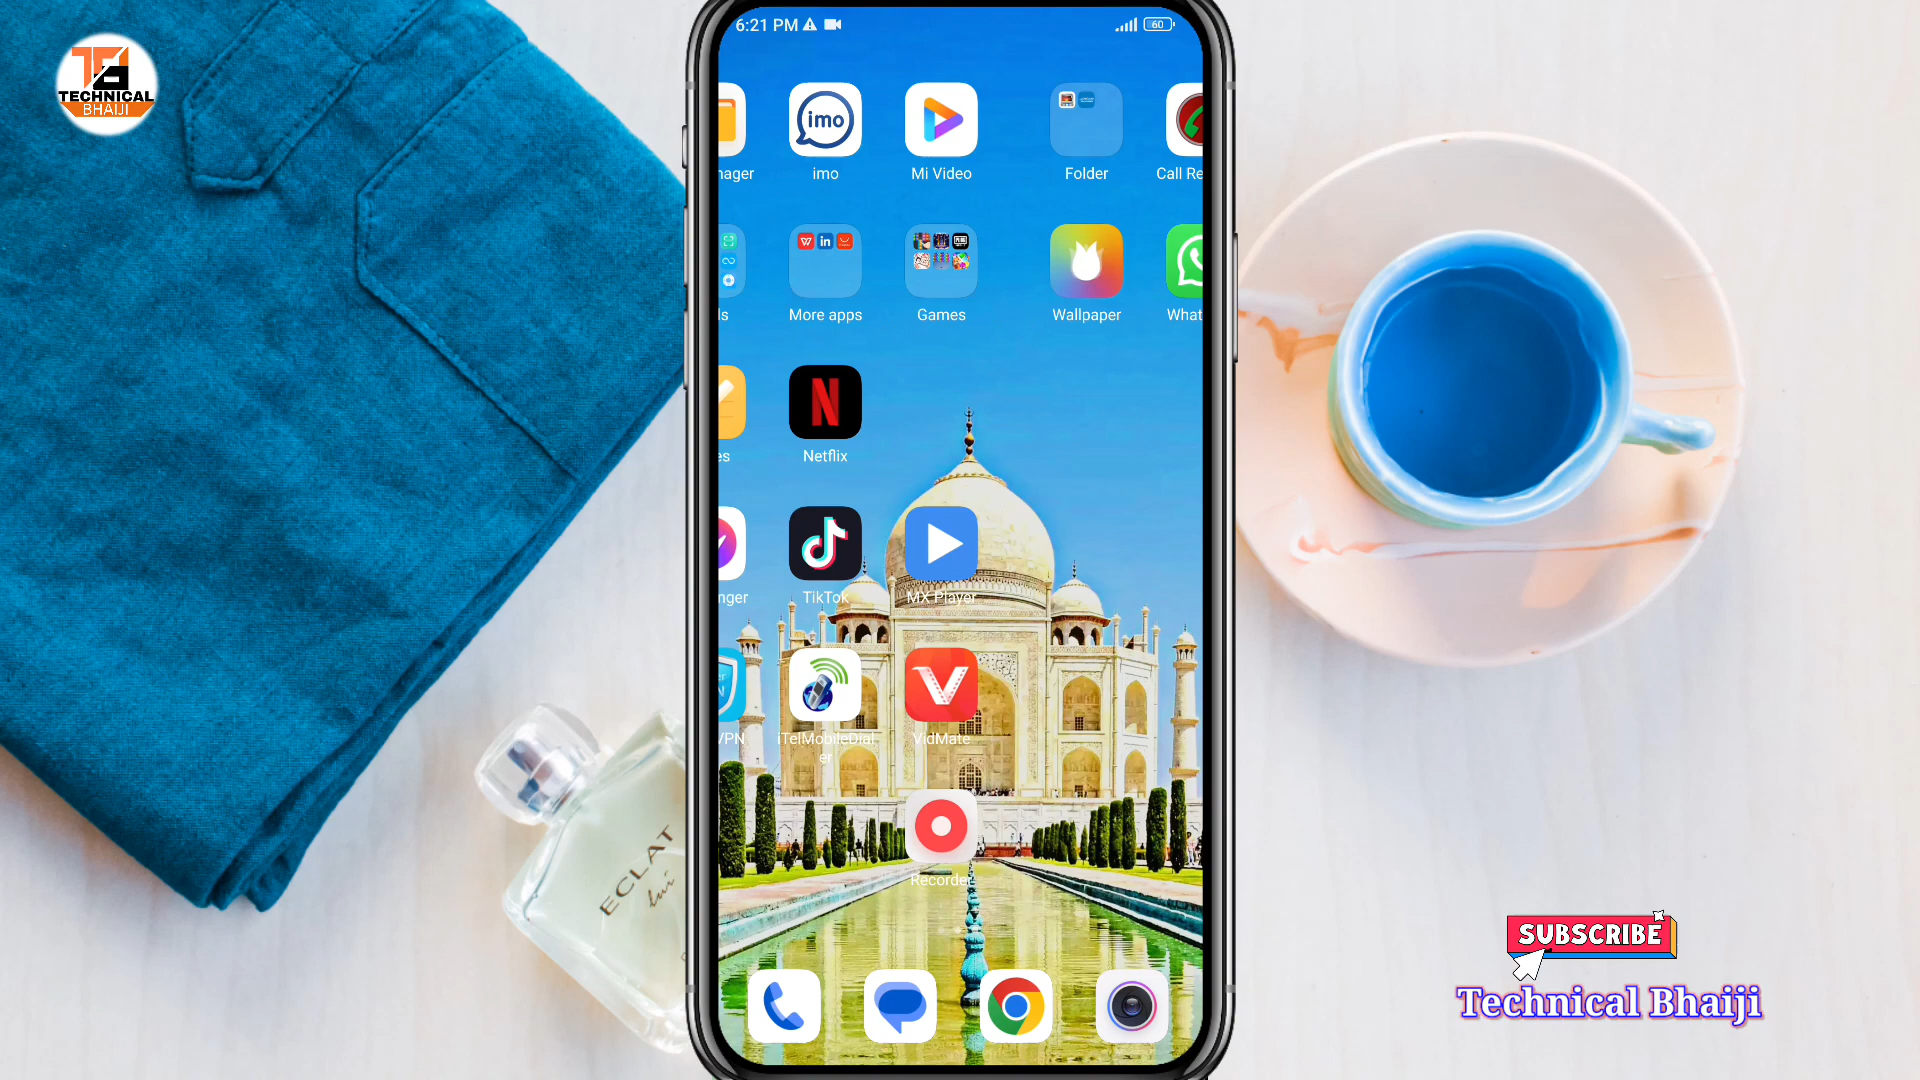 TECHNICAL
BHAIJI
6:21 PM
60
imo
nager
imo
Mi Video
Folder
Call Re
ls
More apps
Games
Wallpaper
What
es
Netflix
nger
TikTok
MX Player
VPN
iTelMobileDial
er
VidMate
Recorder
ECLAT
lui
SUBSCRIBE
Technical Bhaiji